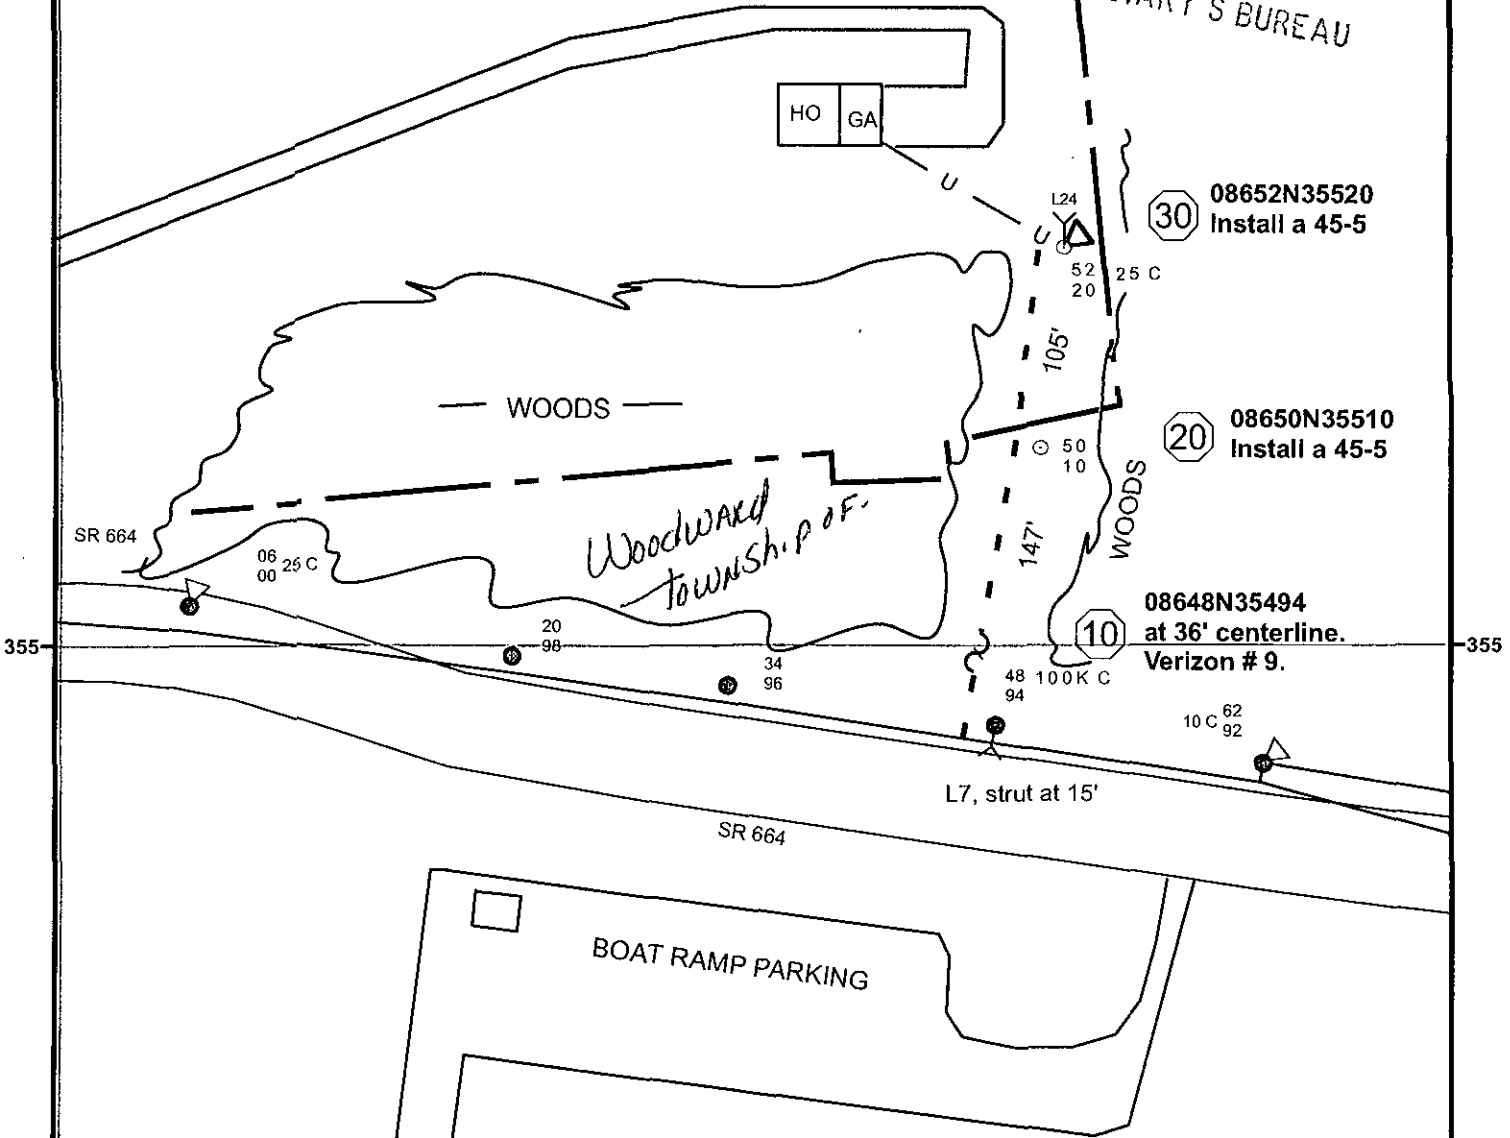 S BUREAU
HO GA
U
L24
U
30 08652N35520
Install a 45-5
52 25 C
20
105'
WOODS
20 08650N35510
Install a 45-5
50
10
WOODS
Woodward
Township of.
147'
SR 664
06 25 C
00
10 08648N35494
at 36' centerline.
Verizon # 9.
20
98
355 355
34
96
48 100K C
94
10 C 62
92
L7, strut at 15'
SR 664
BOAT RAMP PARKING